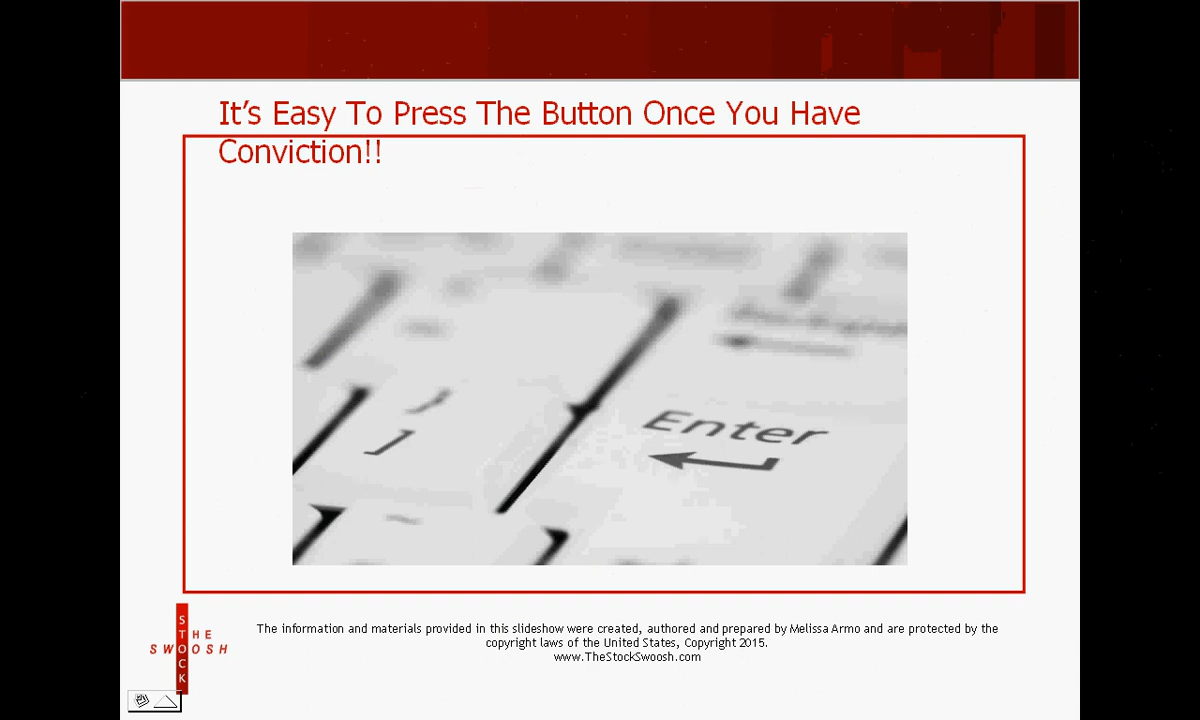 It's Easy To Press The Button Once You Have
Conviction!!
}
]
Enter
THE
STOCK
SWOOSH
The information and materials provided in this slideshow were created, authored and prepared by Melissa Armo and are protected by the
copyright laws of the United States, Copyright 2015.
www.TheStockSwoosh.com